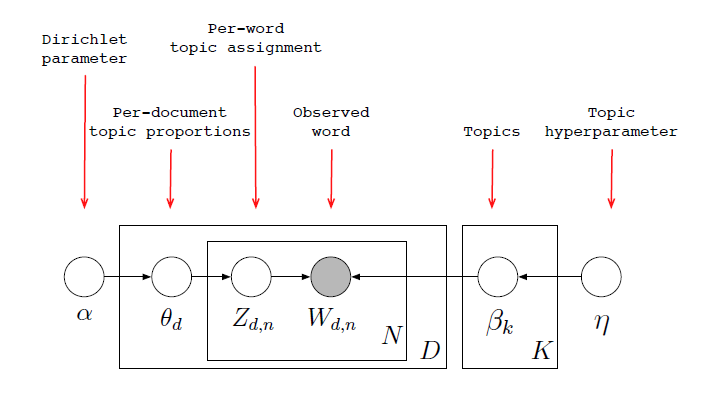 Dirichlet
parameter
Per-word
topic assignment
Per-document
topic proportions
Observed
word
Topics
Topic
hyperparameter
α
θd
Zd,n
Wd,n
N
D
βk
K
η